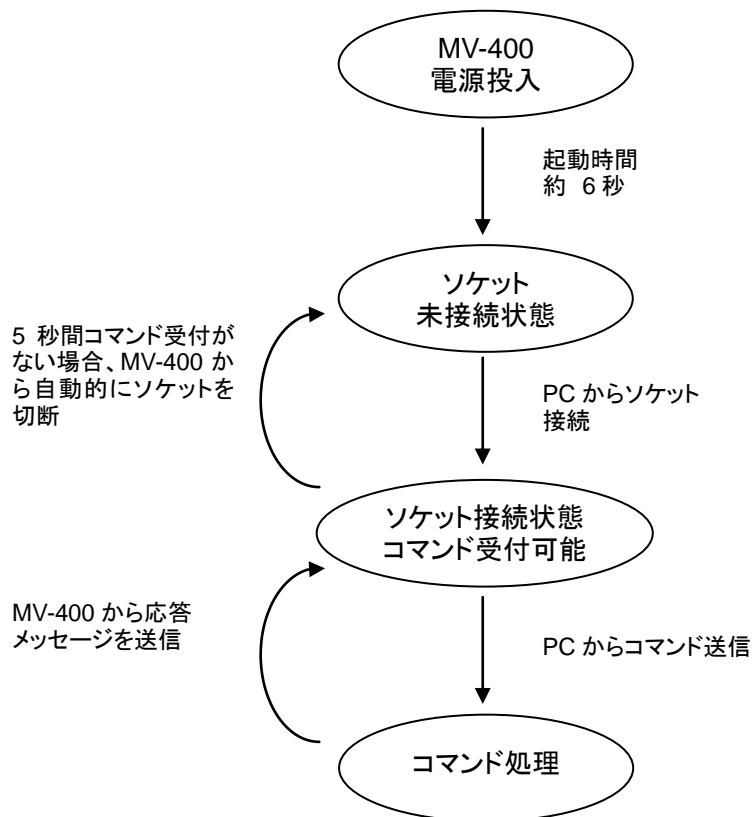 MV-400
電源投入
起動時間
約 6 秒
ソケット
未接続状態
5 秒間コマンド受付が
ない場合、MV-400 か
ら自動的にソケットを
切断
PC からソケット
接続
ソケット接続状態
コマンド受付可能
MV-400 から応答
メッセージを送信
PC からコマンド送信
コマンド処理